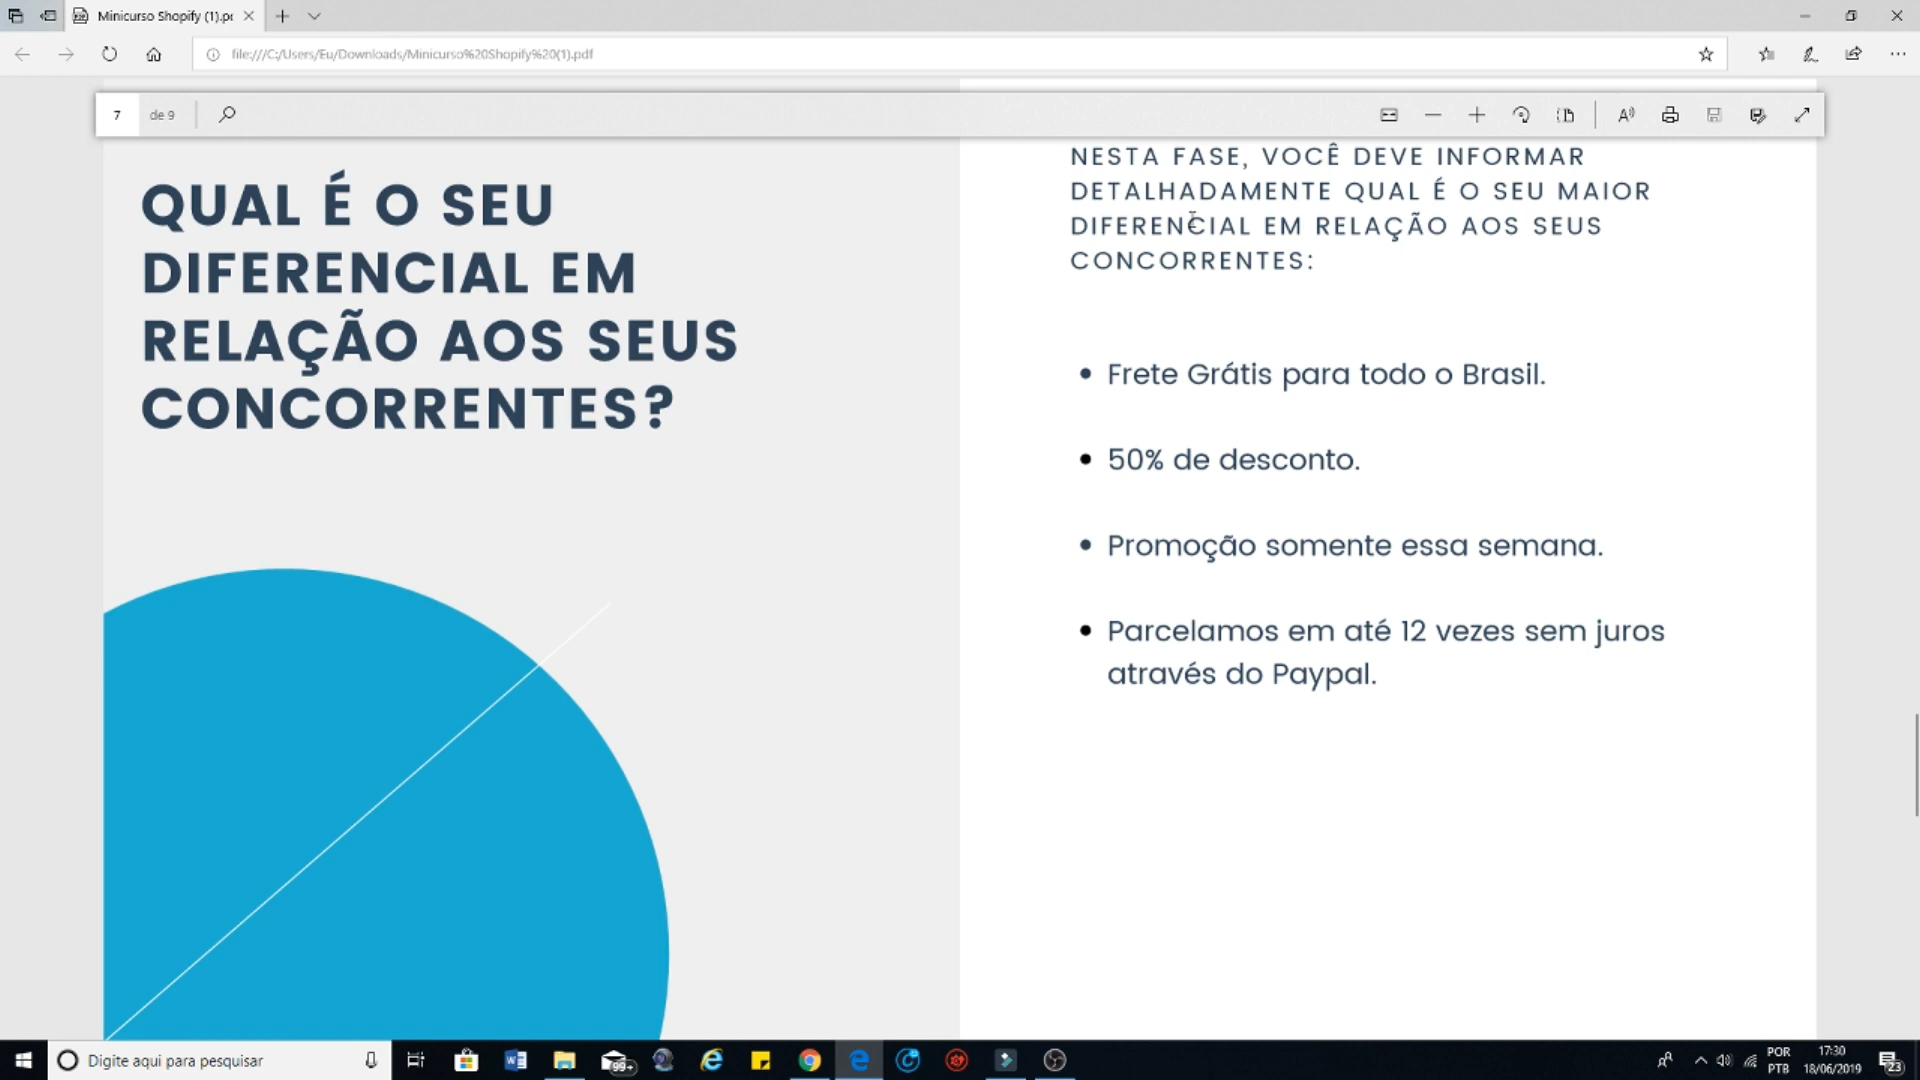 Minicurso Shopify (1).pc
file:///C:/Users/Eu/Downloads/Minicurso%20Shopify%20(1).pdf
7 de 9
QUAL É O SEU
DIFERENCIAL EM
RELAÇÃO AOS SEUS
CONCORRENTES?
NESTA FASE, VOCÊ DEVE INFORMAR
DETALHADAMENTE QUAL É O SEU MAIOR
DIFERENCIAL EM RELAÇÃO AOS SEUS
CONCORRENTES:
• Frete Grátis para todo o Brasil.
• 50% de desconto.
• Promoção somente essa semana.
• Parcelamos em até 12 vezes sem juros
através do Paypal.
Digite aqui para pesquisar
99+
POR
PTB
17:30
18/06/2019
23